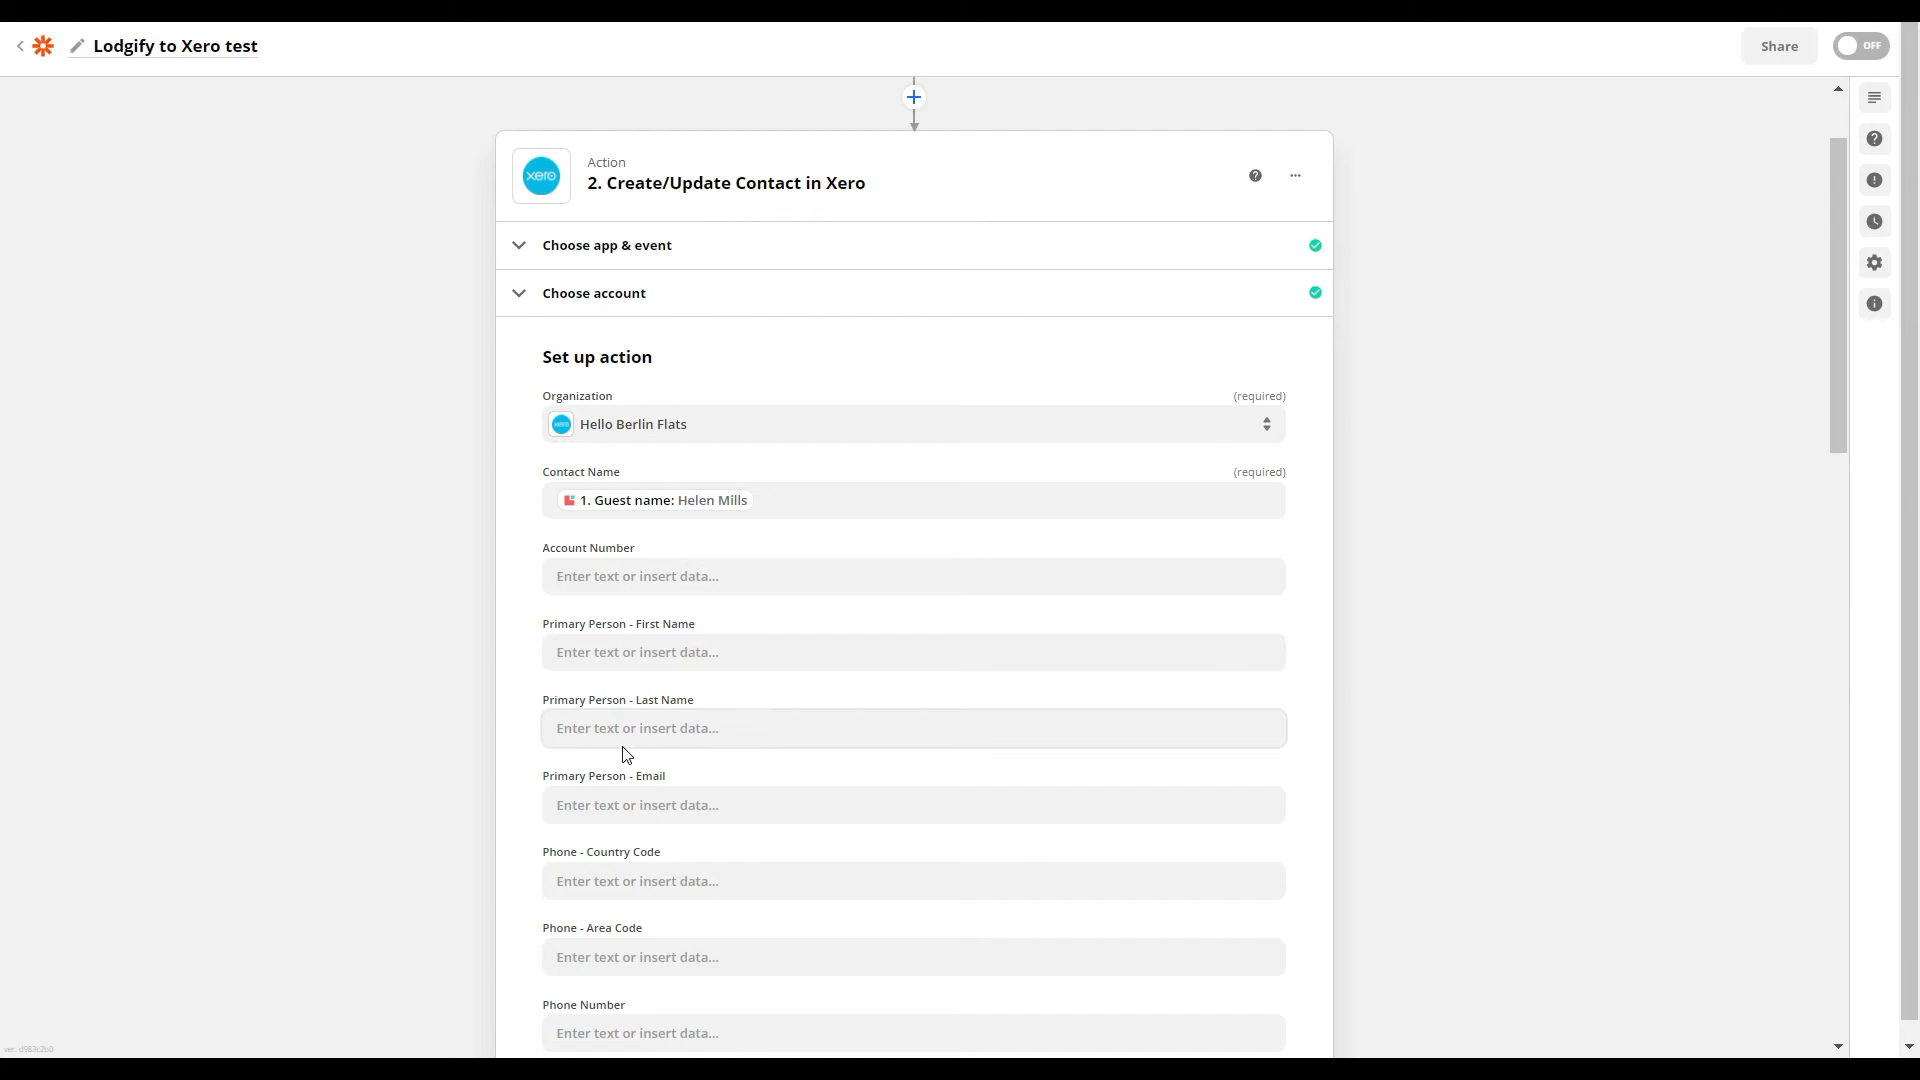 Lodgify to Xero test
Share
OFF
xero
Action
2. Create/Update Contact in Xero
Choose app & event
Choose account
Set up action
Organization (required)
Hello Berlin Flats
Contact Name (required)
1. Guest name: Helen Mills
Account Number
Enter text or insert data...
Primary Person - First Name
Enter text or insert data...
Primary Person - Last Name
Enter text or insert data...
Primary Person - Email
Enter text or insert data...
Phone - Country Code
Enter text or insert data...
Phone - Area Code
Enter text or insert data...
Phone Number
Enter text or insert data...
ver. d983c2b0